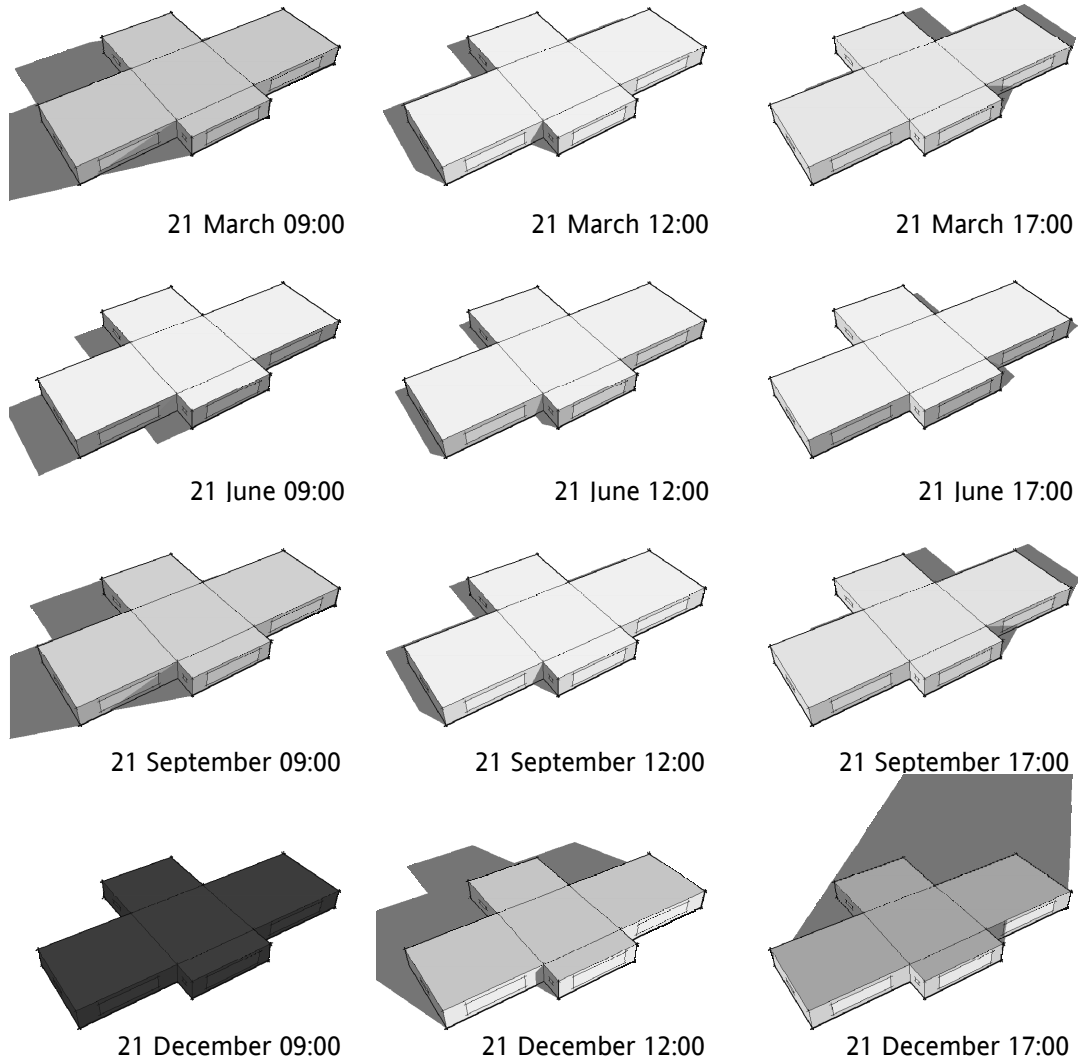 21 March 09:00
21 March 12:00
21 March 17:00
21 June 09:00
21 June 12:00
21 June 17:00
21 September 09:00
21 September 12:00
21 September 17:00
21 December 09:00
21 December 12:00
21 December 17:00